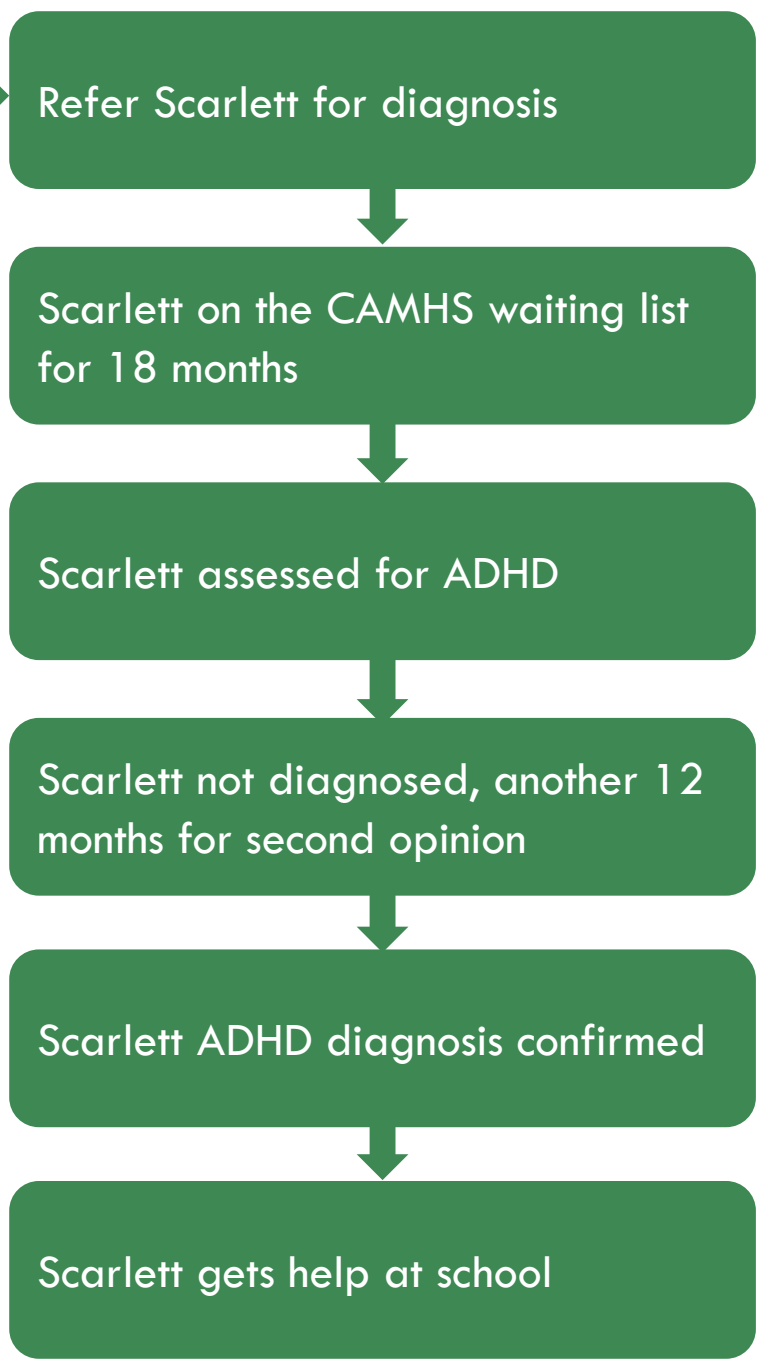 Refer Scarlett for diagnosis
Scarlett on the CAMHS waiting list
for 18 months
Scarlett assessed for ADHD
Scarlett not diagnosed, another 12
months for second opinion
Scarlett ADHD diagnosis confirmed
Scarlett gets help at school